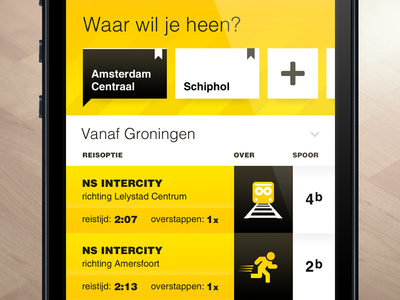 Waar wil je heen?
Amsterdam
Centraal
Schiphol
Vanaf Groningen
REISOPTIE OVER SPOOR
NS INTERCITY
richting Lelystad Centrum
reistijd: 2:07 overstappen: 1x
4b
NS INTERCITY
richting Amersfoort
reistijd: 2:13 overstappen: 1x
2b